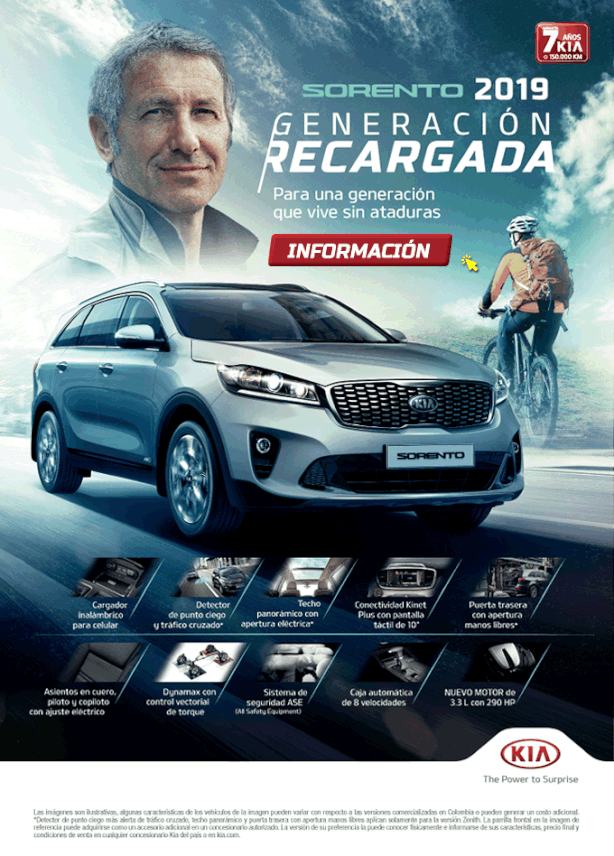 7 AÑOS
KIA
O 150.000 KM
SORENTO 2019
GENERACIÓN
RECARGADA
Para una generación
que vive sin ataduras
INFORMACIÓN
KIA
SORENTO
Cargador
inalámbrico
para celular
Detector
de punto ciego
y tráfico cruzado*
Techo
panorámico con
apertura eléctrica*
Conectividad Kinet
Plus con pantalla
táctil de 10"
Puerta trasera
con apertura
manos libres*
Asientos en cuero,
piloto y copiloto
con ajuste eléctrico
Dynamax con
control vectorial
de torque
Sistema de
seguridad ASE
(All Safety Equipment)
Caja automática
de 8 velocidades
NUEVO MOTOR de
3.3 L con 290 HP
KIA
The Power to Surprise
Las imágenes son ilustrativas, algunas características de los vehículos de la imagen pueden variar con respecto a las versiones comercializadas en Colombia o pueden generar un costo adicional.
*Detector de punto ciego más alerta de tráfico cruzado, techo panorámico y puerta trasera con apertura manos libres aplican solamente para la versión Zenith. La parrilla frontal en la imagen de
referencia puede adquirirse como un accesorio adicional en un concesionario autorizado. La versión de su preferencia la puede conocer físicamente e informarse de sus características, precio final y
condiciones de venta en cualquier concesionario Kia del país o en kia.com.